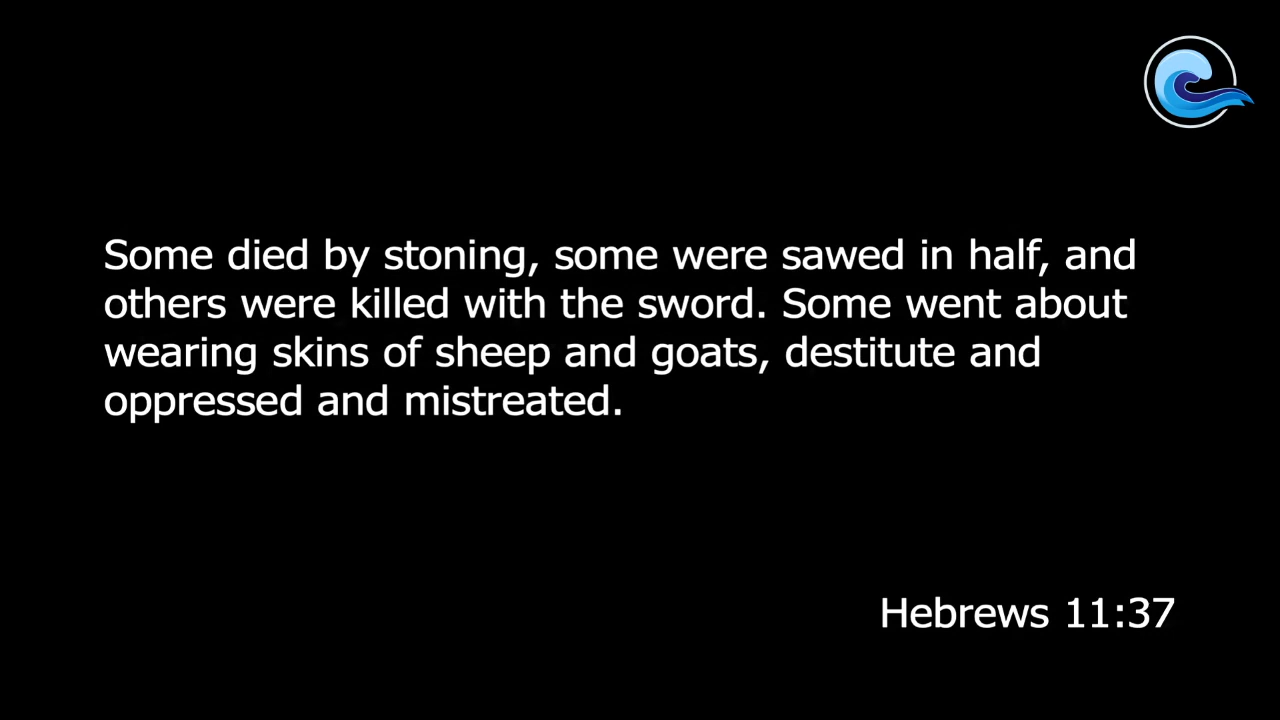 Some died by stoning, some were sawed in half, and
others were killed with the sword. Some went about
wearing skins of sheep and goats, destitute and
oppressed and mistreated.
Hebrews 11:37